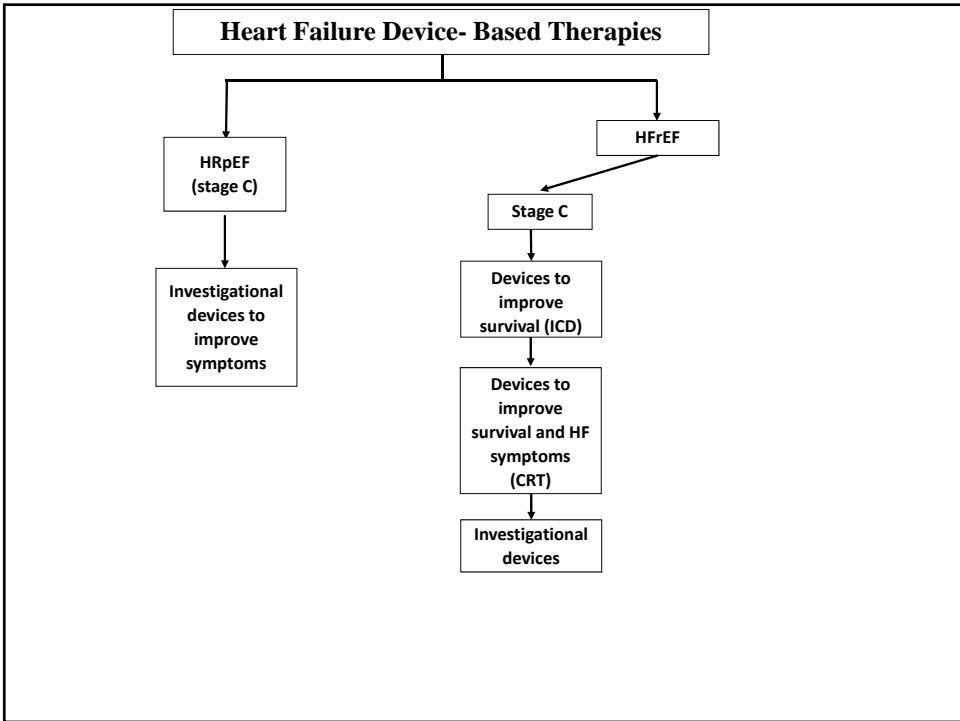 Heart Failure Device- Based Therapies
HRpEF
(stage C)
Investigational
devices to
improve
symptoms
HFrEF
Stage C
Devices to
improve
survival (ICD)
Devices to
improve
survival and HF
symptoms
(CRT)
Investigational
devices